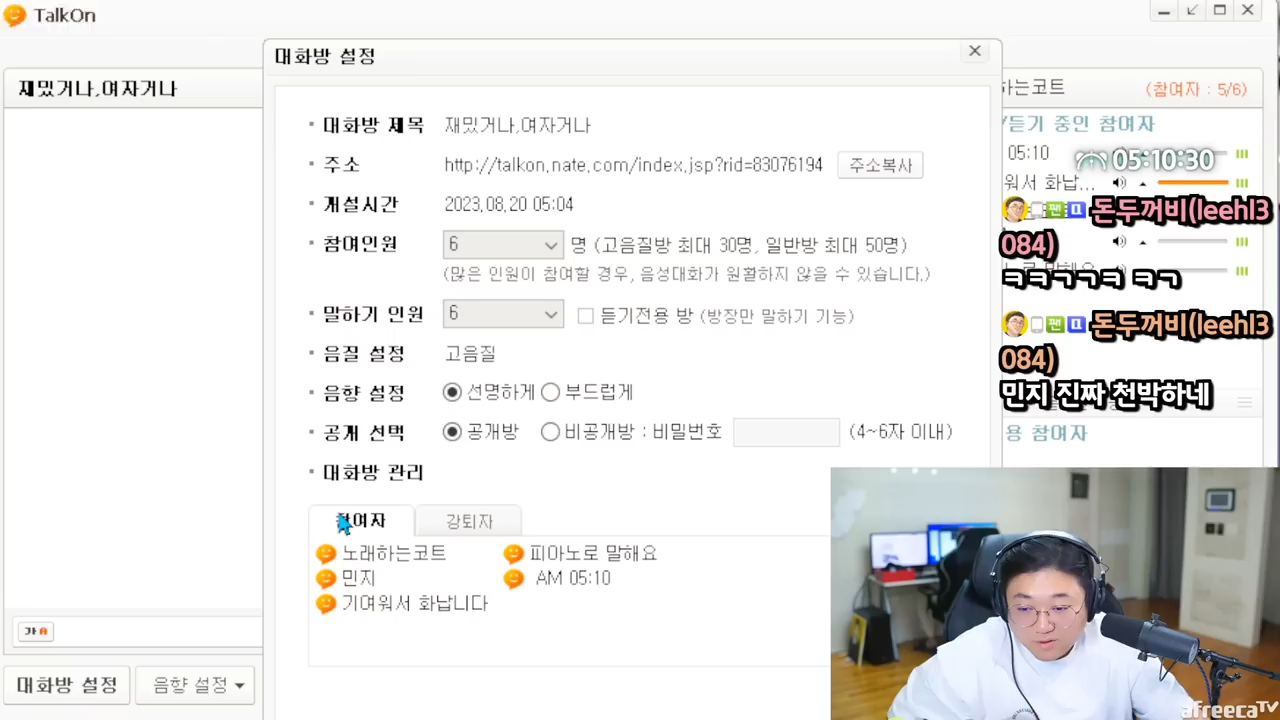 TalkOn
재밌거나,여자거나
대화방 설정
대화방 제목 재밌거나,여자거나
주소 http://talkon.nate.com/index.jsp?rid=83076194 주소복사
개설시간 2023.08.20 05:04
참여인원 6 명 (고음질방 최대 30명, 일반방 최대 50명)
(많은 인원이 참여할 경우, 음성대화가 원활하지 않을 수 있습니다.)
말하기 인원 6 듣기전용 방 (방장만 말하기 기능)
음질 설정 고음질
음향 설정 선명하게 부드럽게
공개 선택 공개방 비공개방 : 비밀번호 (4~6자 이내)
대화방 관리
참여자 강퇴자
노래하는코트 피아노로 말해요
민지 AM 05:10
기여워서 화납니다
가
대화방 설정 음향 설정
하는코트 (참여자 : 5/6)
/듣기 중인 참여자
05:10
05:10:30
워서 화납...
돈두꺼비(leehl3
084)
ㅋㅋㄱㄱㅋ ㅋㄱ
돈두꺼비(leehl3
084)
민지 진짜 천박하네
용 참여자
afreecaTV